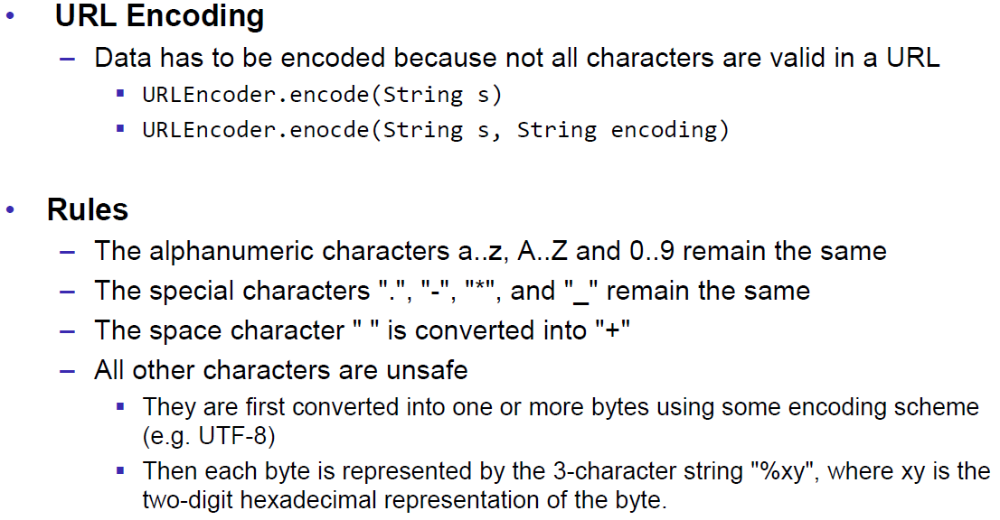 • URL Encoding
– Data has to be encoded because not all characters are valid in a URL
▪ URLEncoder.encode(String s)
▪ URLEncoder.enocde(String s, String encoding)
• Rules
– The alphanumeric characters a..z, A..Z and 0..9 remain the same
– The special characters ".", "-", "*", and "_" remain the same
– The space character " " is converted into "+"
– All other characters are unsafe
▪ They are first converted into one or more bytes using some encoding scheme
(e.g. UTF-8)
▪ Then each byte is represented by the 3-character string "%xy", where xy is the
two-digit hexadecimal representation of the byte.